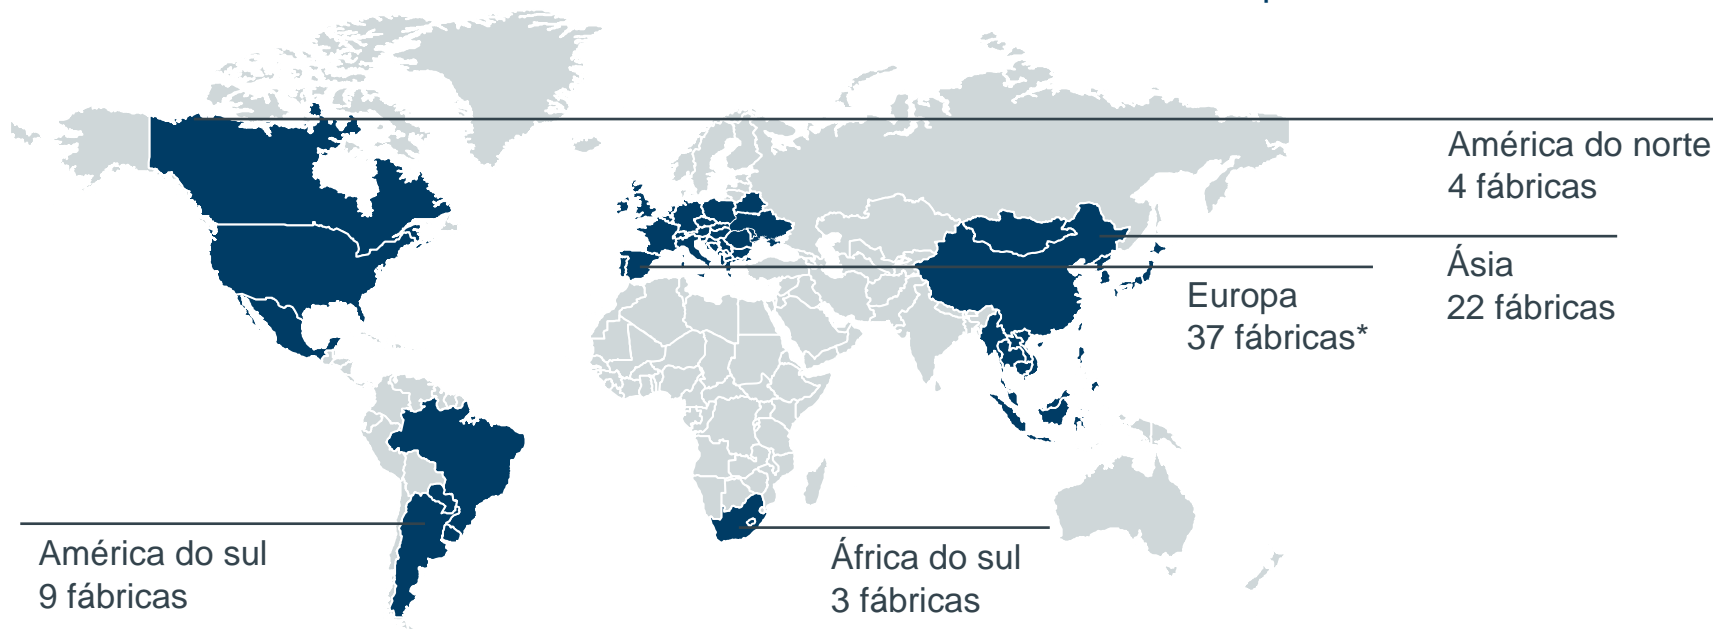 América do norte
4 fábricas
Ásia
22 fábricas
Europa
37 fábricas*
América do sul
9 fábricas
África do sul
3 fábricas